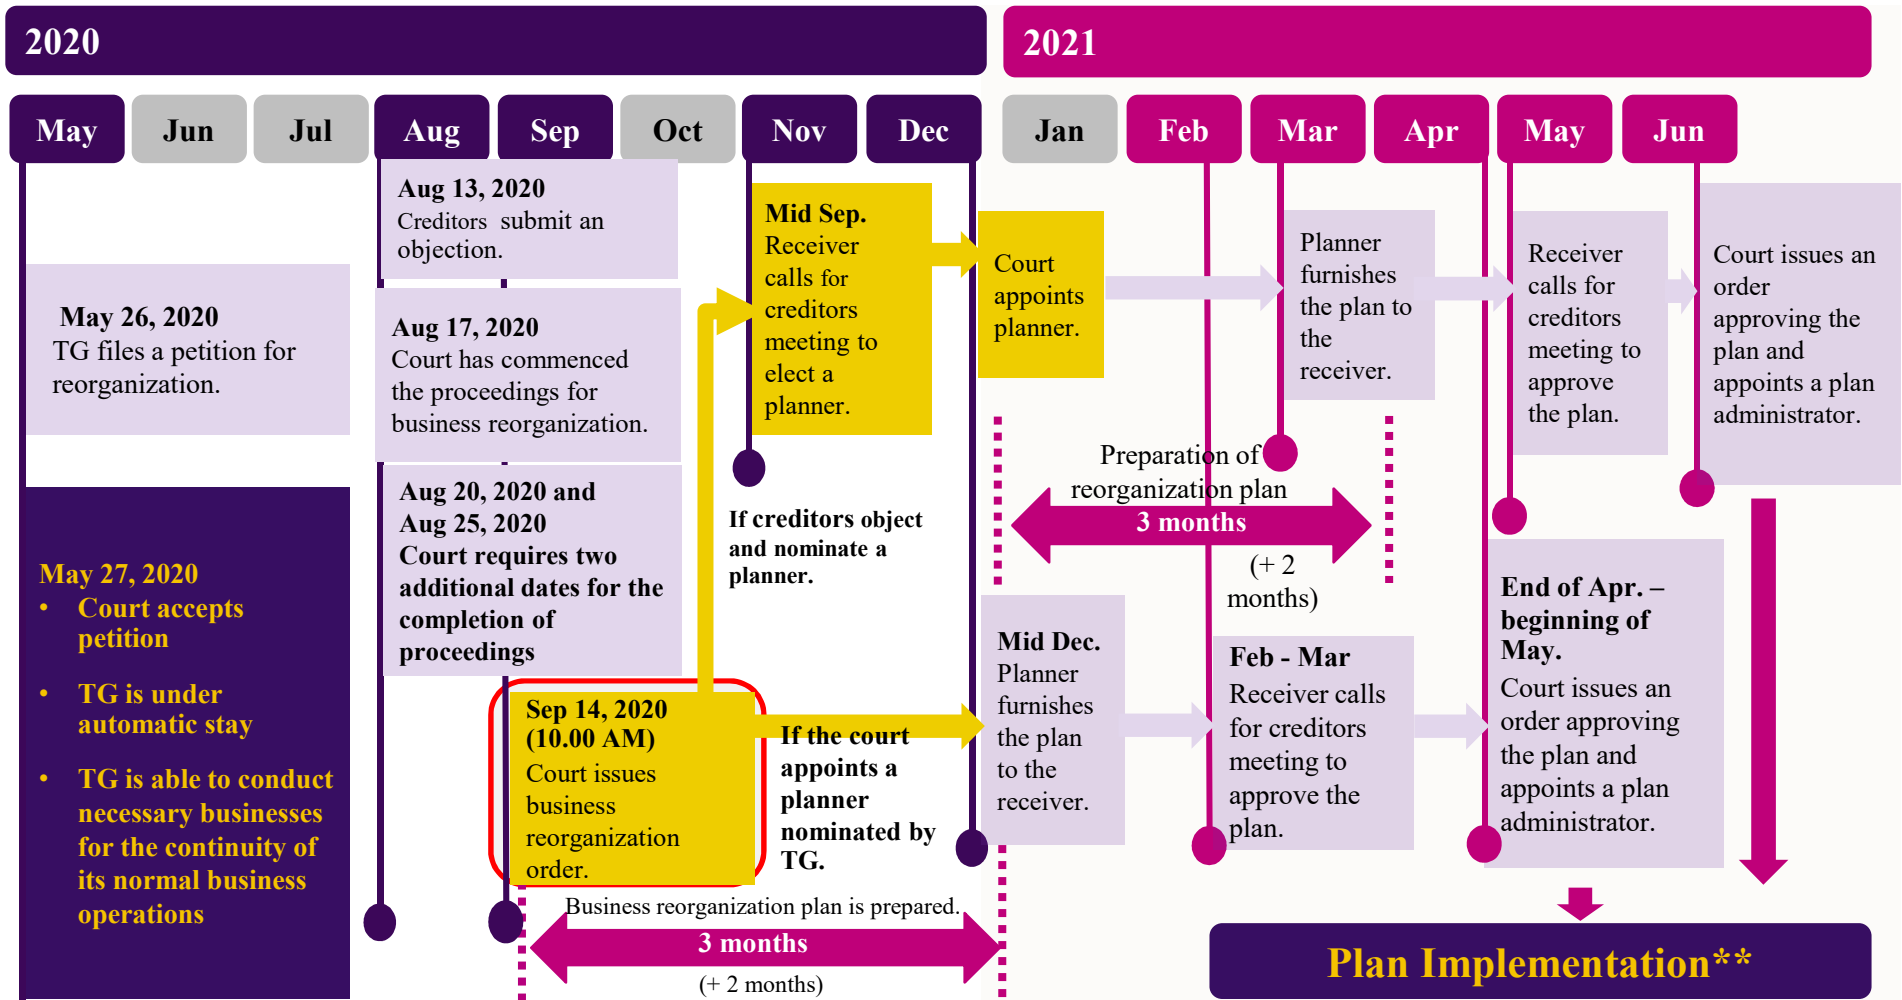 2020
2021
May
Jun
Jul
Aug
Sep
Oct
Nov
Dec
Jan
Feb
Mar
Apr
May
Jun
May 26, 2020
TG files a petition for
reorganization.
May 27, 2020
• Court accepts
petition
• TG is under
automatic stay
• TG is able to conduct
necessary businesses
for the continuity of
its normal business
operations
Aug 13, 2020
Creditors submit an
objection.
Aug 17, 2020
Court has commenced
the proceedings for
business reorganization.
Aug 20, 2020 and
Aug 25, 2020
Court requires two
additional dates for the
completion of
proceedings
Sep 14, 2020
(10.00 AM)
Court issues
business
reorganization
order.
Mid Sep.
Receiver
calls for
creditors
meeting to
elect a
planner.
If creditors object
and nominate a
planner.
Court
appoints
planner.
Planner
furnishes
the plan to
the
receiver.
Receiver
calls for
creditors
meeting to
approve
the plan.
Court issues an
order
approving the
plan and
appoints a plan
administrator.
Preparation of
reorganization plan
3 months
(+ 2
months)
If the court
appoints a
planner
nominated by
TG.
Mid Dec.
Planner
furnishes
the plan
to the
receiver.
Feb - Mar
Receiver calls
for creditors
meeting to
approve the
plan.
End of Apr. –
beginning of
May.
Court issues an
order approving
the plan and
appoints a plan
administrator.
Business reorganization plan is prepared.
3 months
(+ 2 months)
Plan Implementation**